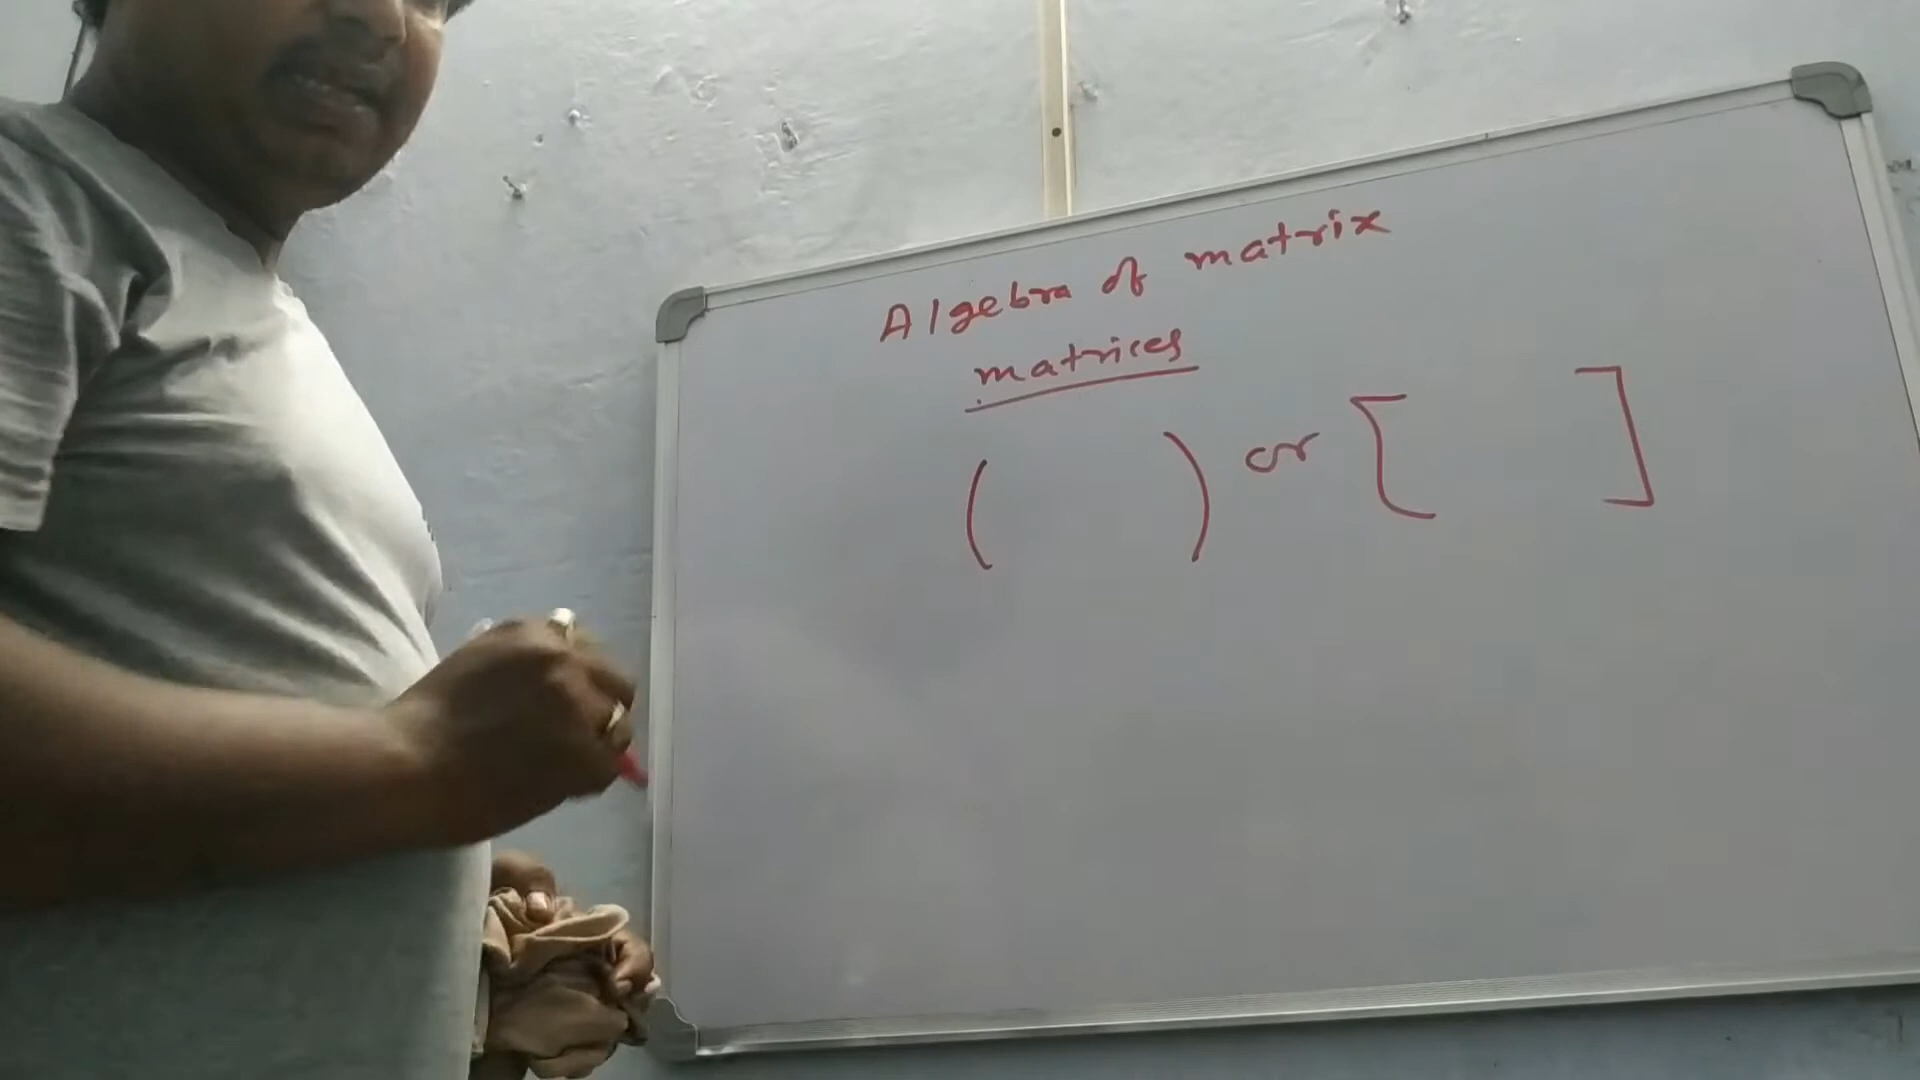 Algebra of matrix
matrices
( ) or [ ]